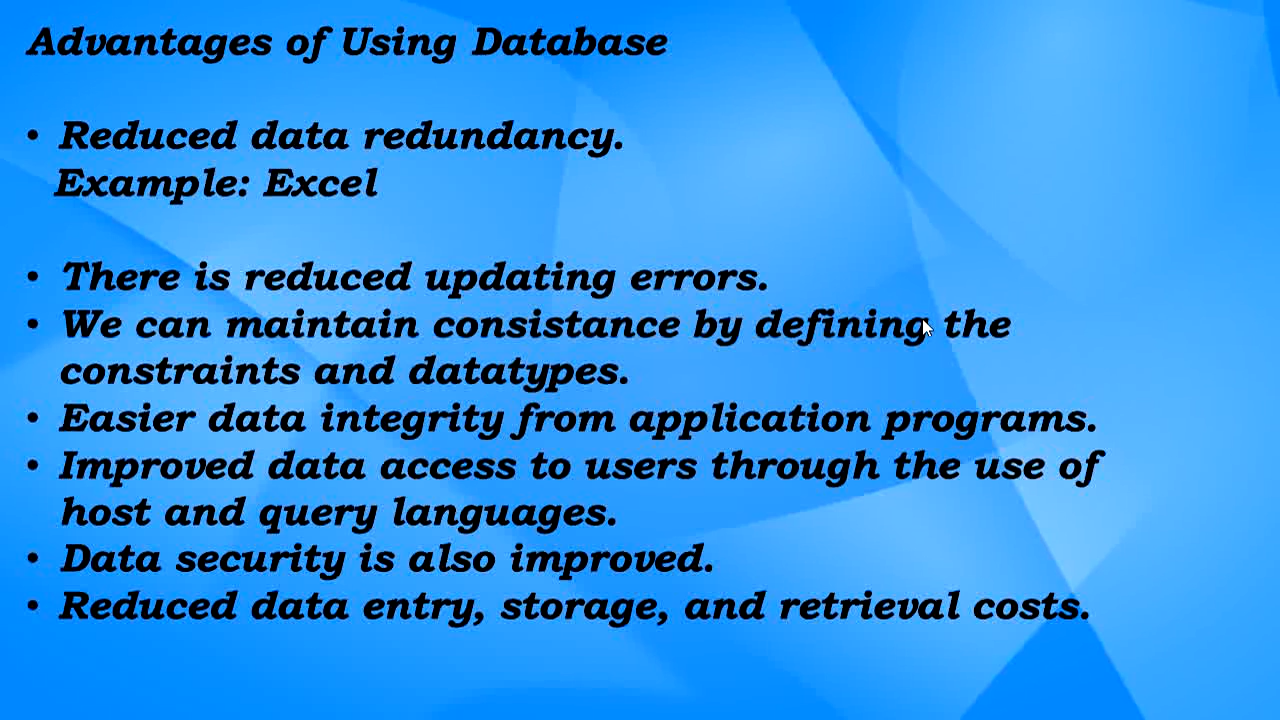 Advantages of Using Database
• Reduced data redundancy.
Example: Excel
• There is reduced updating errors.
• We can maintain consistance by defining the
constraints and datatypes.
• Easier data integrity from application programs.
• Improved data access to users through the use of
host and query languages.
• Data security is also improved.
• Reduced data entry, storage, and retrieval costs.